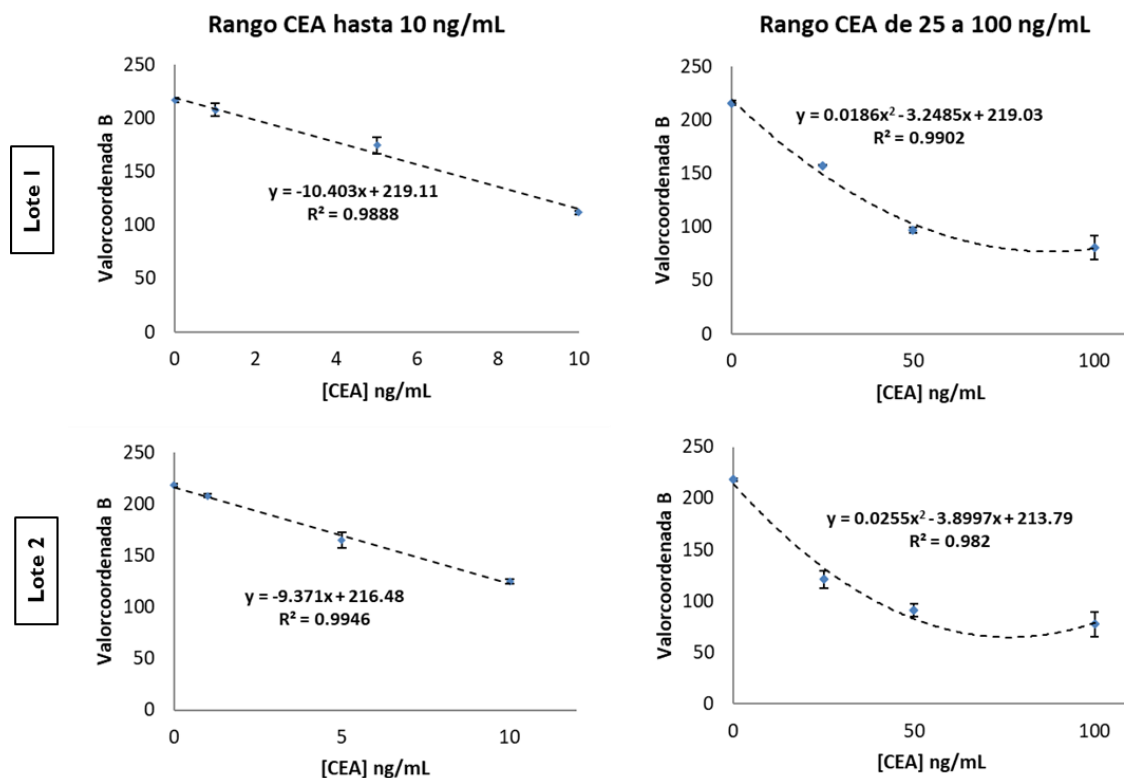 Rango CEA hasta 10 ng/mL
Rango CEA de 25 a 100 ng/mL
Lote 1
Valorcoordenada B
250
200
150
100
50
0
y = -10.403x + 219.11
R² = 0.9888
0 2 4 6 8 10
[CEA] ng/mL
Valorcoordenada B
250
200
150
100
50
0
y = 0.0186x² - 3.2485x + 219.03
R² = 0.9902
0 50 100
[CEA] ng/mL
Lote 2
Valorcoordenada B
250
200
150
100
50
0
y = -9.371x + 216.48
R² = 0.9946
0 5 10
[CEA] ng/mL
Valorcoordenada B
250
200
150
100
50
0
y = 0.0255x² - 3.8997x + 213.79
R² = 0.982
0 50 100
[CEA] ng/mL